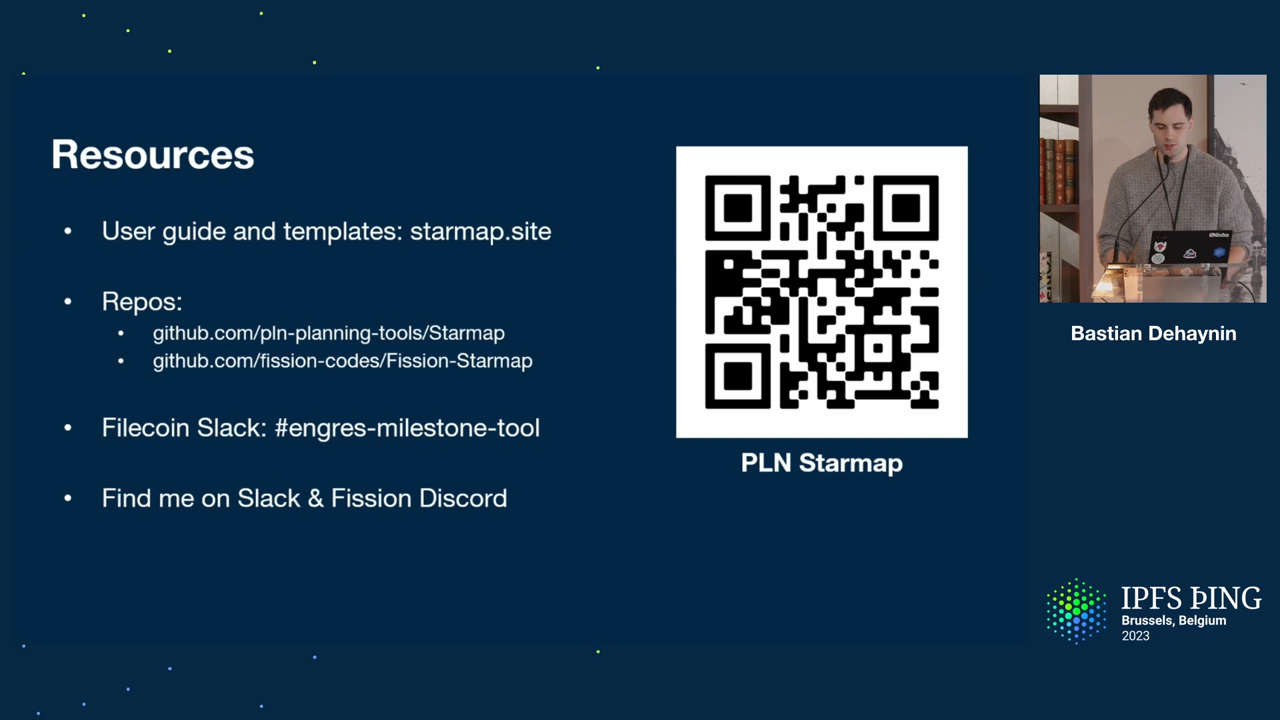 Resources
• User guide and templates: starmap.site
• Repos:
• github.com/pln-planning-tools/Starmap
• github.com/fission-codes/Fission-Starmap
• Filecoin Slack: #engres-milestone-tool
• Find me on Slack & Fission Discord
PLN Starmap
Bastian Dehaynin
IPFS ÞING
Brussels, Belgium
2023